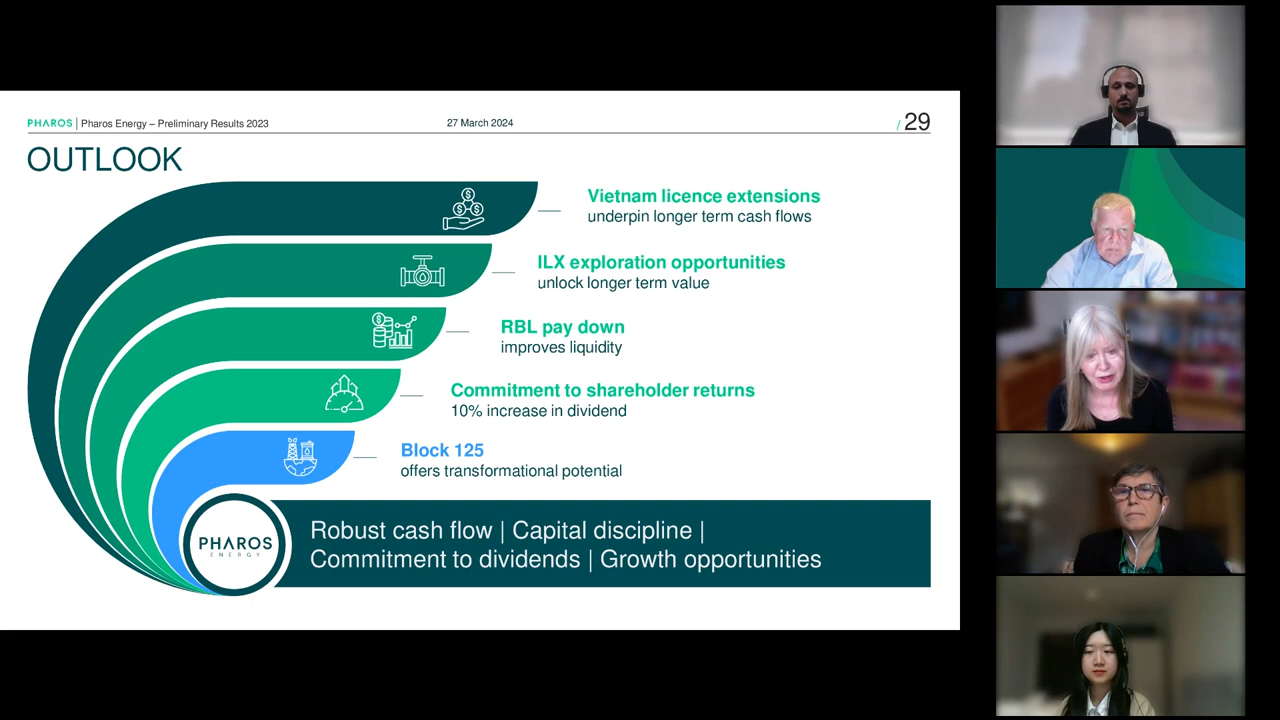 PHAROS | Pharos Energy – Preliminary Results 2023
27 March 2024
/ 29
OUTLOOK
Vietnam licence extensions
underpin longer term cash flows
ILX exploration opportunities
unlock longer term value
RBL pay down
improves liquidity
Commitment to shareholder returns
10% increase in dividend
Block 125
offers transformational potential
PHAROS
ENERGY
Robust cash flow | Capital discipline |
Commitment to dividends | Growth opportunities